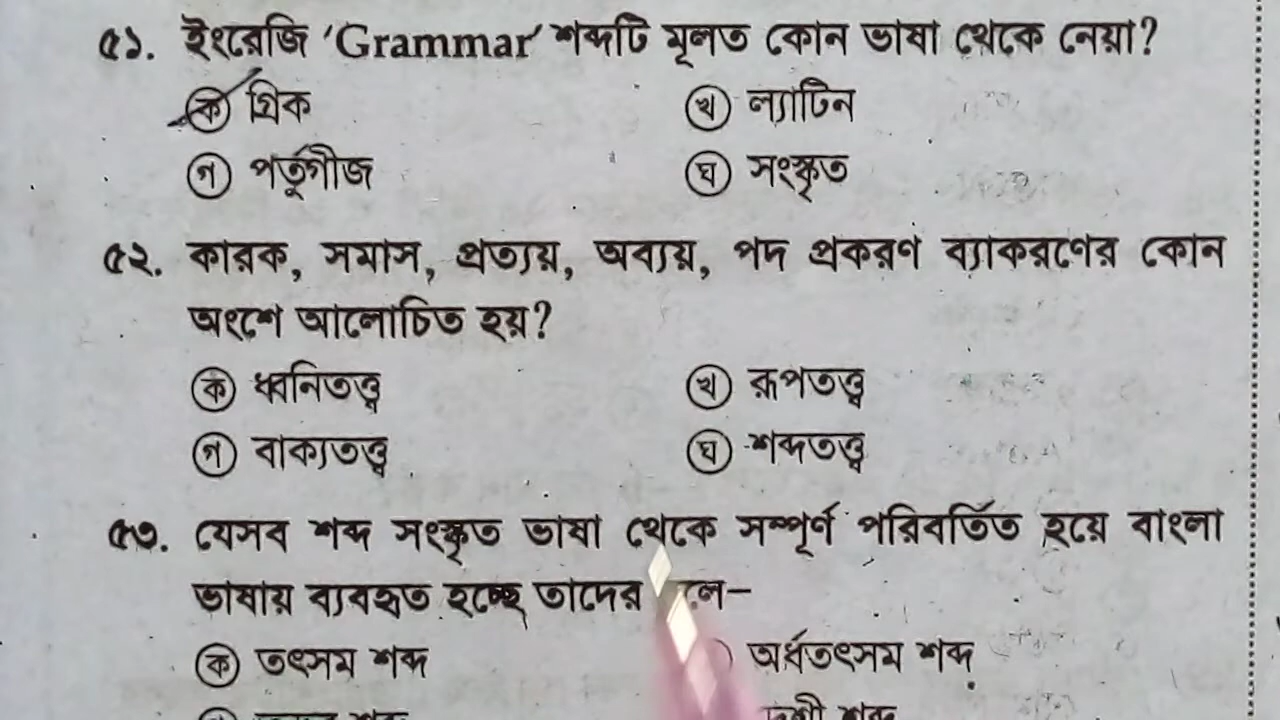 ৫১. ইংরেজি ‘Grammar’ শব্দটি মূলত কোন ভাষা থেকে নেয়া?
ক গ্রিক খ ল্যাটিন
গ পর্তুগীজ ঘ সংস্কৃত
৫২. কারক, সমাস, প্রত্যয়, অব্যয়, পদ প্রকরণ ব্যাকরণের কোন
অংশে আলোচিত হয়?
ক ধ্বনিতত্ত্ব খ রূপতত্ত্ব
গ বাক্যতত্ত্ব ঘ শব্দতত্ত্ব
৫৩. যেসব শব্দ সংস্কৃত ভাষা থেকে সম্পূর্ণ পরিবর্তিত হয়ে বাংলা
ভাষায় ব্যবহৃত হচ্ছে তাদের
ক তৎসম শব্দ অর্ধতৎসম শব্দ
শব্দ শব্দ